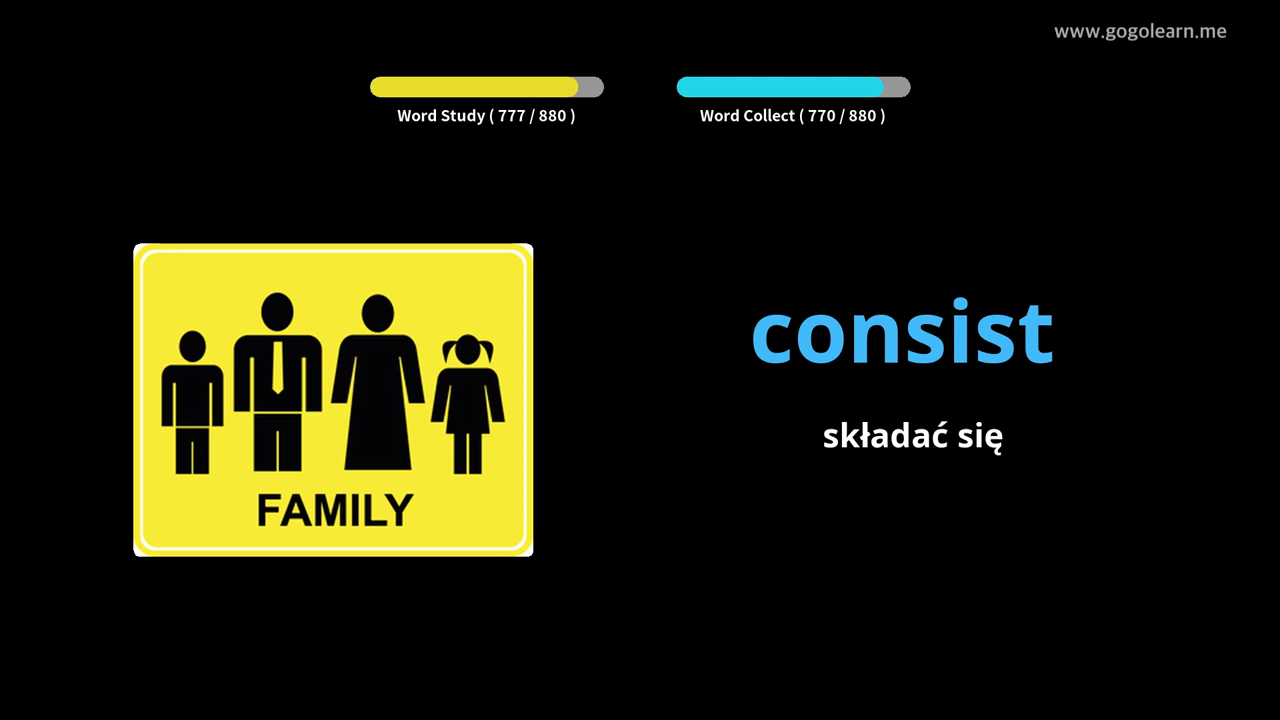 www.gogolearn.me
Word Study ( 777 / 880 )
Word Collect ( 770 / 880 )
FAMILY
consist
składać się